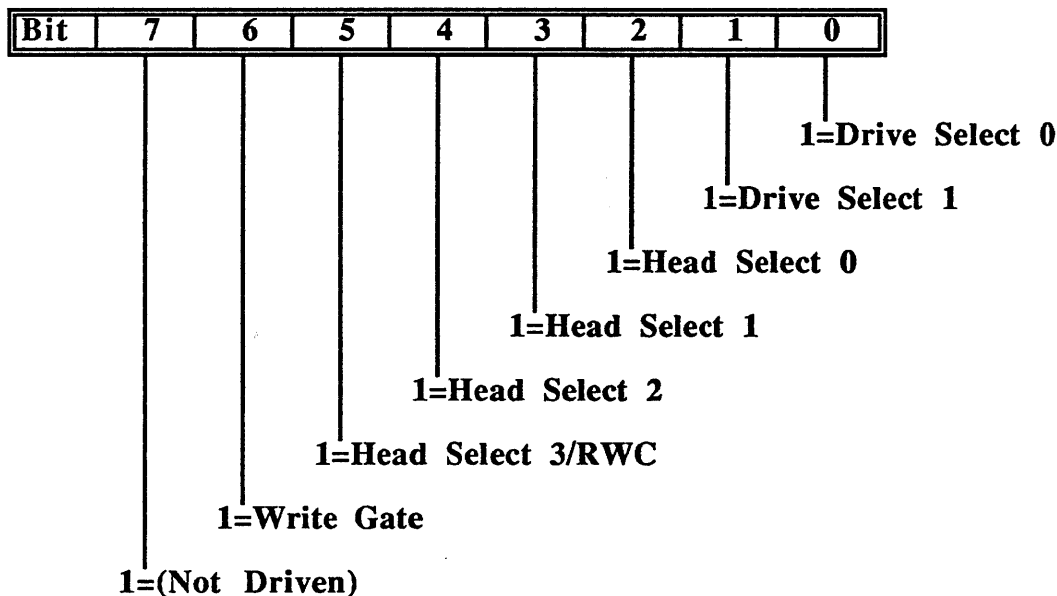 Bit 7 6 5 4 3 2 1 0
1=Drive Select 0
1=Drive Select 1
1=Head Select 0
1=Head Select 1
1=Head Select 2
1=Head Select 3/RWC
1=Write Gate
1=(Not Driven)